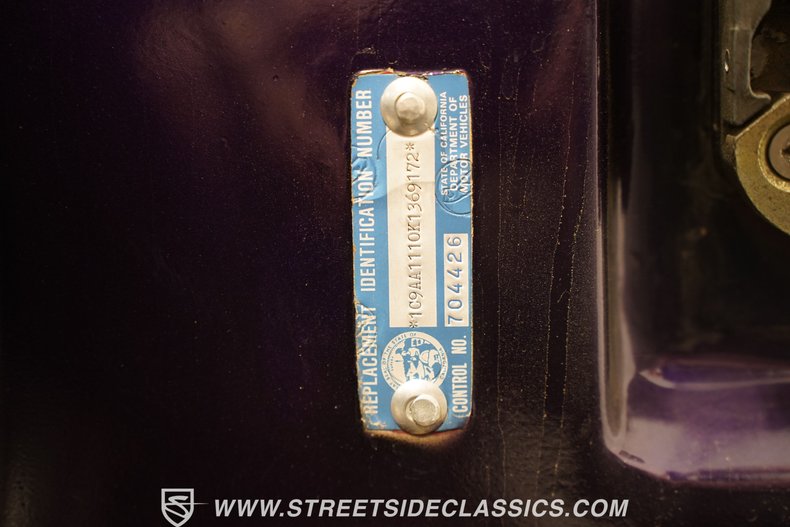 REPLACEMENT IDENTIFICATION NUMBER
*1C9AA1110K1369172*
STATE OF CALIFORNIA
DEPARTMENT OF
MOTOR VEHICLES
CONTROL NO. 704426
WWW.STREETSIDECLASSICS.COM